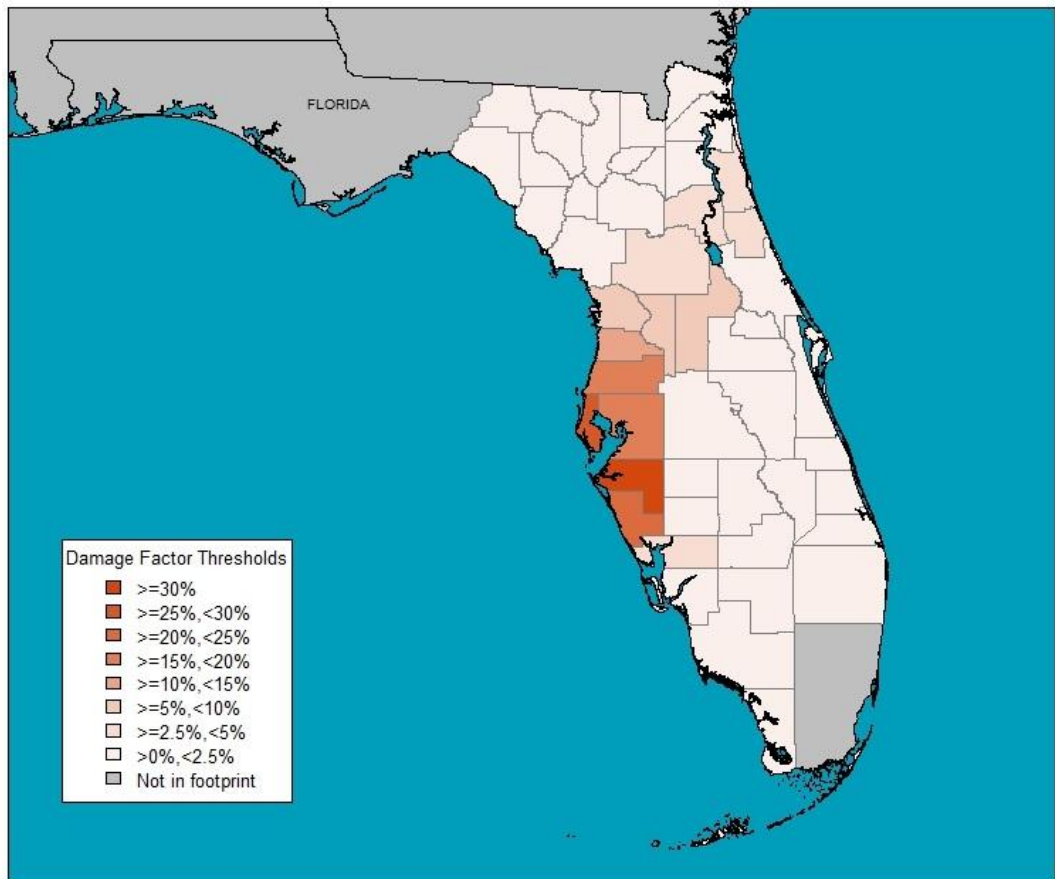 FLORIDA
Damage Factor Thresholds
>=30%
>=25%,<30%
>=20%,<25%
>=15%,<20%
>=10%,<15%
>=5%,<10%
>=2.5%,<5%
>0%,<2.5%
Not in footprint